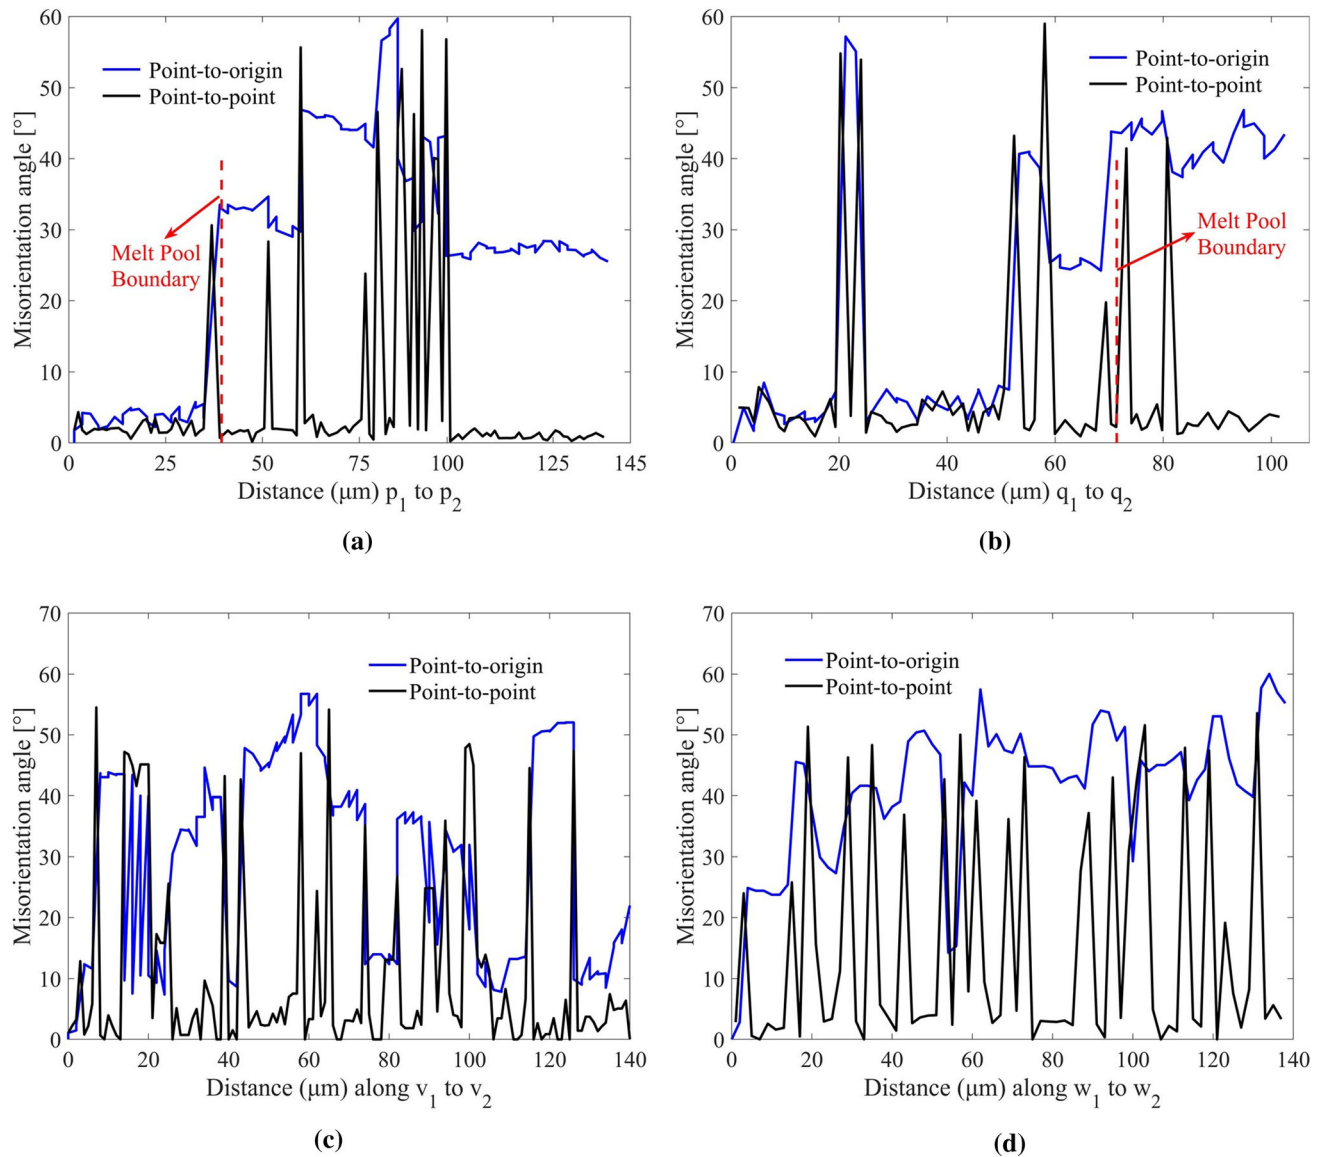 60
50
40
30
20
10
0
Misorientation angle [°]
Point-to-origin
Point-to-point
Melt Pool
Boundary
0
25
50
75
100
125
145
Distance (μm) p1 to p2
(a)
60
50
40
30
20
10
0
Misorientation angle [°]
Point-to-origin
Point-to-point
Melt Pool
Boundary
0
20
40
60
80
100
Distance (μm) q1 to q2
(b)
70
60
50
40
30
20
10
0
Misorientation angle [°]
Point-to-origin
Point-to-point
0
20
40
60
80
100
120
140
Distance (μm) along v1 to v2
(c)
70
60
50
40
30
20
10
0
Misorientation angle [°]
Point-to-origin
Point-to-point
0
20
40
60
80
100
120
140
Distance (μm) along w1 to w2
(d)